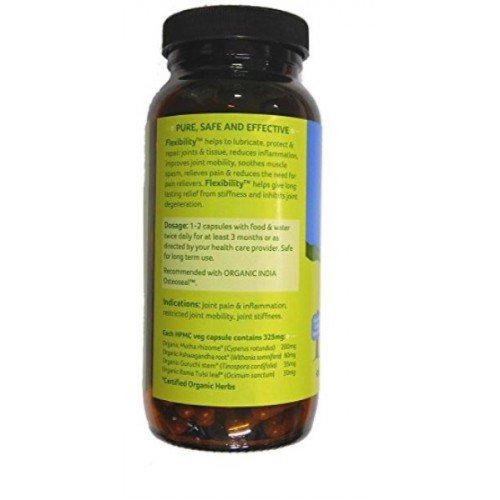 PURE, SAFE AND EFFECTIVE
Flexibility™ helps to lubricate, protect &
repair joints & tissue, reduces inflammation,
improves joint mobility, soothes muscle
spasm, relieves pain & reduces the need for
pain relievers. Flexibility™ helps give long
lasting relief from stiffness and inhibits joint
degeneration.
Dosage: 1-2 capsules with food & water
twice daily for at least 3 months or as
directed by your health care provider. Safe
for long term use.
Recommended with ORGANIC INDIA
Osteoseal™.
Indications: Joint pain & inflammation,
restricted joint mobility, joint stiffness.
Each HPMC veg capsule contains 325mg:
Organic Motha rhizome* (Cyperus rotundus) 200mg
Organic Ashwagandha root* (Withania somnifera) 60mg
Organic Guruchi stem* (Tinospora cordifolia) 35mg
Organic Rama Tulsi leaf* (Ocimum sanctum) 30mg
*Certified Organic Herbs